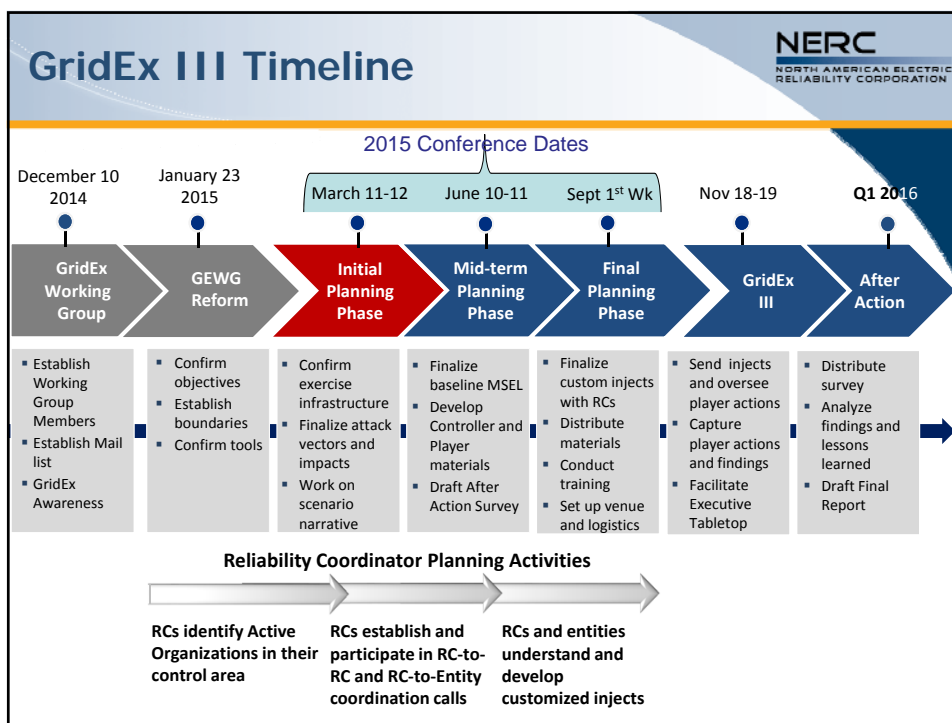 GridEx III Timeline
NERC
NORTH AMERICAN ELECTRIC
RELIABILITY CORPORATION
2015 Conference Dates
December 10
2014
January 23
2015
March 11-12
June 10-11
Sept 1st Wk
Nov 18-19
Q1 2016
GridEx
Working
Group
GEWG
Reform
Initial
Planning
Phase
Mid-term
Planning
Phase
Final
Planning
Phase
GridEx
III
After
Action
▪ Establish
Working
Group
Members
▪ Establish Mail
list
▪ GridEx
Awareness
▪ Confirm
objectives
▪ Establish
boundaries
▪ Confirm tools
▪ Confirm
exercise
infrastructure
▪ Finalize attack
vectors and
impacts
▪ Work on
scenario
narrative
▪ Finalize
baseline MSEL
▪ Develop
Controller and
Player
materials
▪ Draft After
Action Survey
▪ Finalize
custom injects
with RCs
▪ Distribute
materials
▪ Conduct
training
▪ Set up venue
and logistics
▪ Send injects
and oversee
player actions
▪ Capture
player actions
and findings
▪ Facilitate
Executive
Tabletop
▪ Distribute
survey
▪ Analyze
findings and
lessons
learned
▪ Draft Final
Report
Reliability Coordinator Planning Activities
RCs identify Active
Organizations in their
control area
RCs establish and
participate in RC-to-
RC and RC-to-Entity
coordination calls
RCs and entities
understand and
develop
customized injects